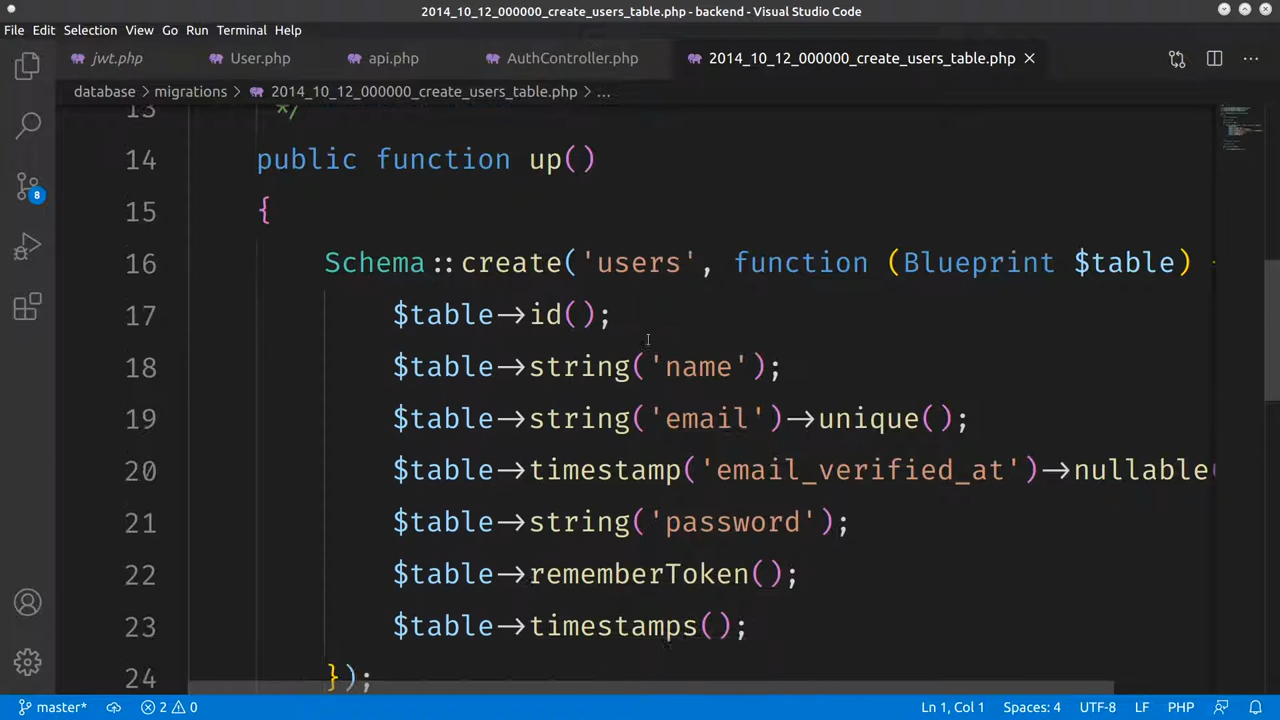 2014_10_12_000000_create_users_table.php - backend - Visual Studio Code
File Edit Selection View Go Run Terminal Help
jwt.php User.php api.php AuthController.php 2014_10_12_000000_create_users_table.php
database > migrations > 2014_10_12_000000_create_users_table.php > ...
13 */
14 public function up()
15 {
16 Schema::create('users', function (Blueprint $table)
17 $table->id();
18 $table->string('name');
19 $table->string('email')->unique();
20 $table->timestamp('email_verified_at')->nullable(
21 $table->string('password');
22 $table->rememberToken();
23 $table->timestamps();
24 });
8
master* 2 0 Ln 1, Col 1 Spaces: 4 UTF-8 LF PHP